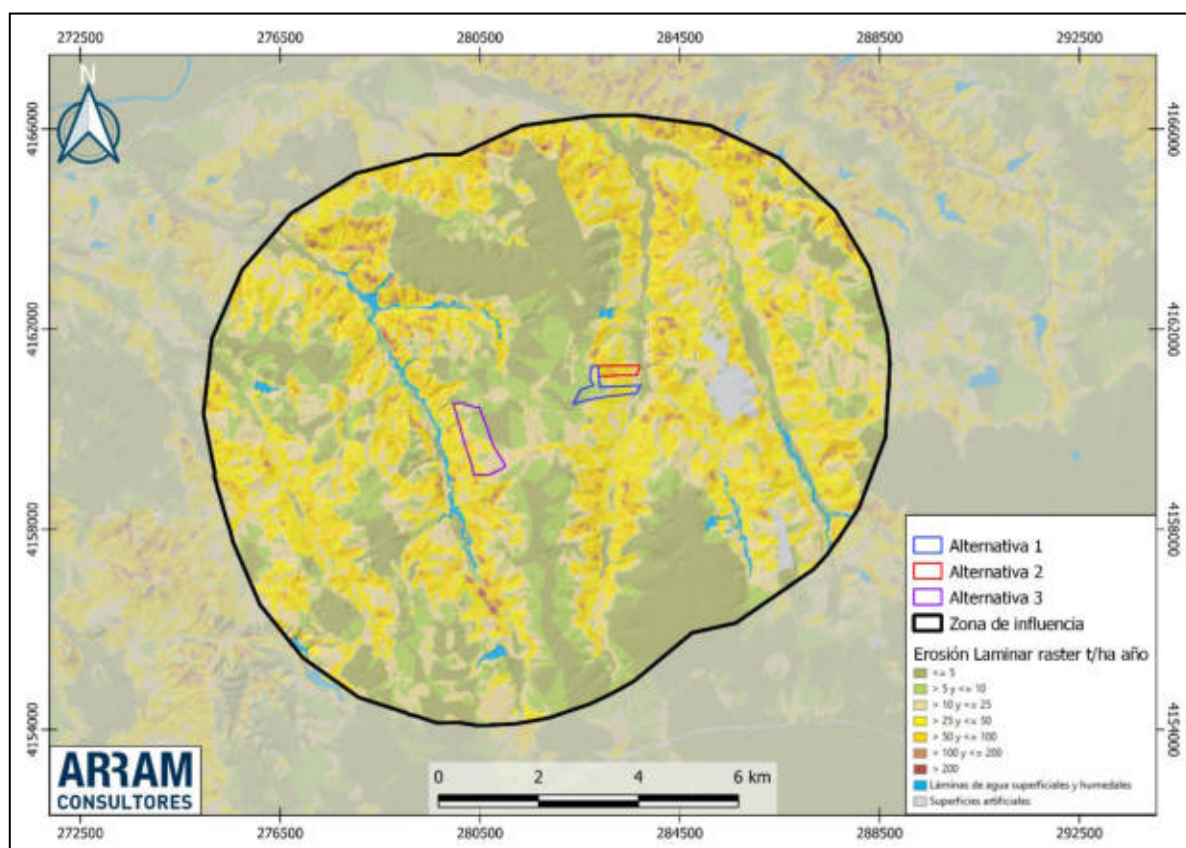 272500 276500 280500 284500 288500 292500
N
4166000 4166000
4162000 4162000
4158000 4158000
4154000 4154000
Alternativa 1
Alternativa 2
Alternativa 3
Zona de influencia
Erosión Laminar raster t/ha año
<= 5
> 5 y <= 10
> 10 y <= 25
> 25 y <= 50
> 50 y <= 100
> 100 y <= 200
> 200
Láminas de agua superficiales y humedales
Superficies artificiales
ARRAM
CONSULTORES
0 2 4 6 km
272500 276500 280500 284500 288500 292500